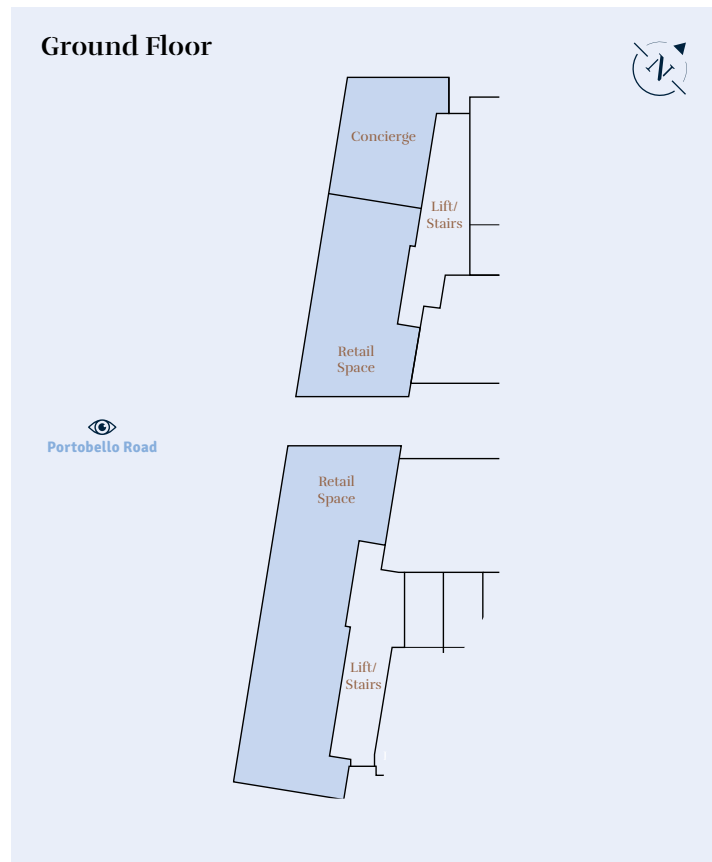 Ground Floor
N
Concierge
Lift/
Stairs
Retail
Space
Portobello Road
Retail
Space
Lift/
Stairs